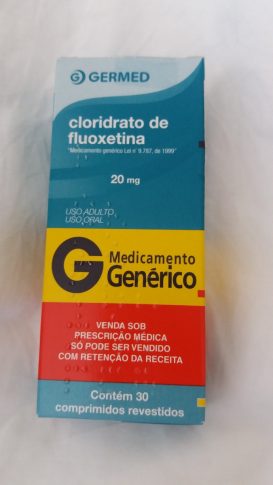 G GERMED
cloridrato de
fluoxetina
"Medicamento genérico Lei nº 9.787, de 1999"
20 mg
USO ADULTO
USO ORAL
G Medicamento
Genérico
VENDA SOB
PRESCRIÇÃO MÉDICA
SÓ PODE SER VENDIDO
COM RETENÇÃO DA RECEITA
Contém 30
comprimidos revestidos